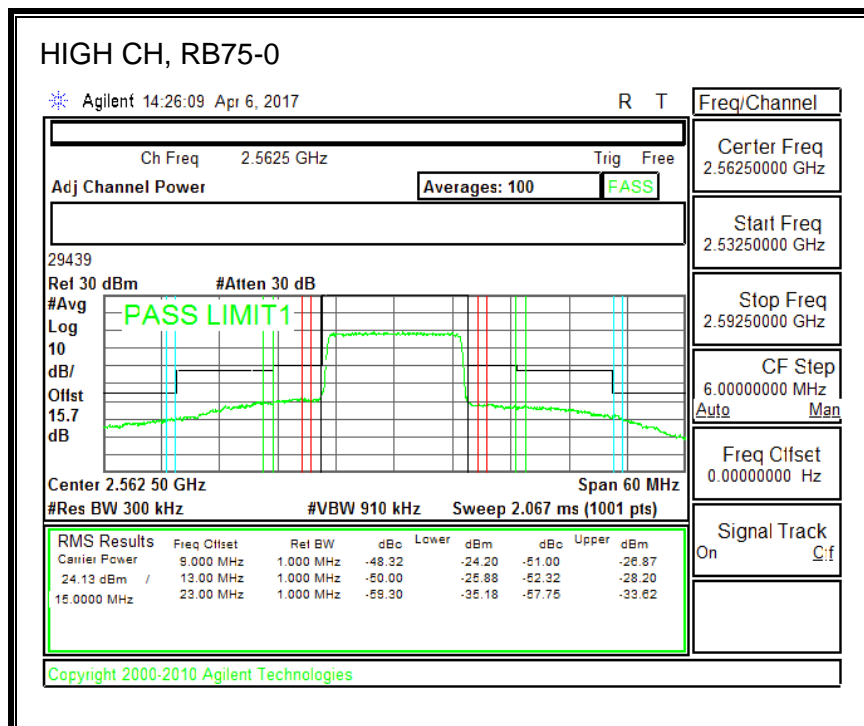 HIGH CH, RB75-0
Agilent 14:26:09 Apr 6, 2017 R T
Freq/Channel
Ch Freq 2.5625 GHz Trig Free
Adj Channel Power Averages: 100 PASS
Center Freq
2.56250000 GHz
Start Freq
2.53250000 GHz
29439
Ref 30 dBm #Atten 30 dB
#Avg
Log
10
dB/
Offst
15.7
dB
PASS LIMIT1
Stop Freq
2.59250000 GHz
CF Step
6.00000000 MHz
Auto Man
Freq Offset
0.00000000 Hz
Center 2.562 50 GHz Span 60 MHz
#Res BW 300 kHz #VBW 910 kHz Sweep 2.067 ms (1001 pts)
Signal Track
On Off
RMS Results Freq Offset Ref BW dBc Lower dBm dBc Upper dBm
Carrier Power 9.000 MHz 1.000 MHz -48.32 -24.20 -51.00 -26.87
24.13 dBm / 13.00 MHz 1.000 MHz -50.00 -25.88 -52.32 -28.20
15.0000 MHz 23.00 MHz 1.000 MHz -59.30 -35.18 -57.75 -33.62
Copyright 2000-2010 Agilent Technologies